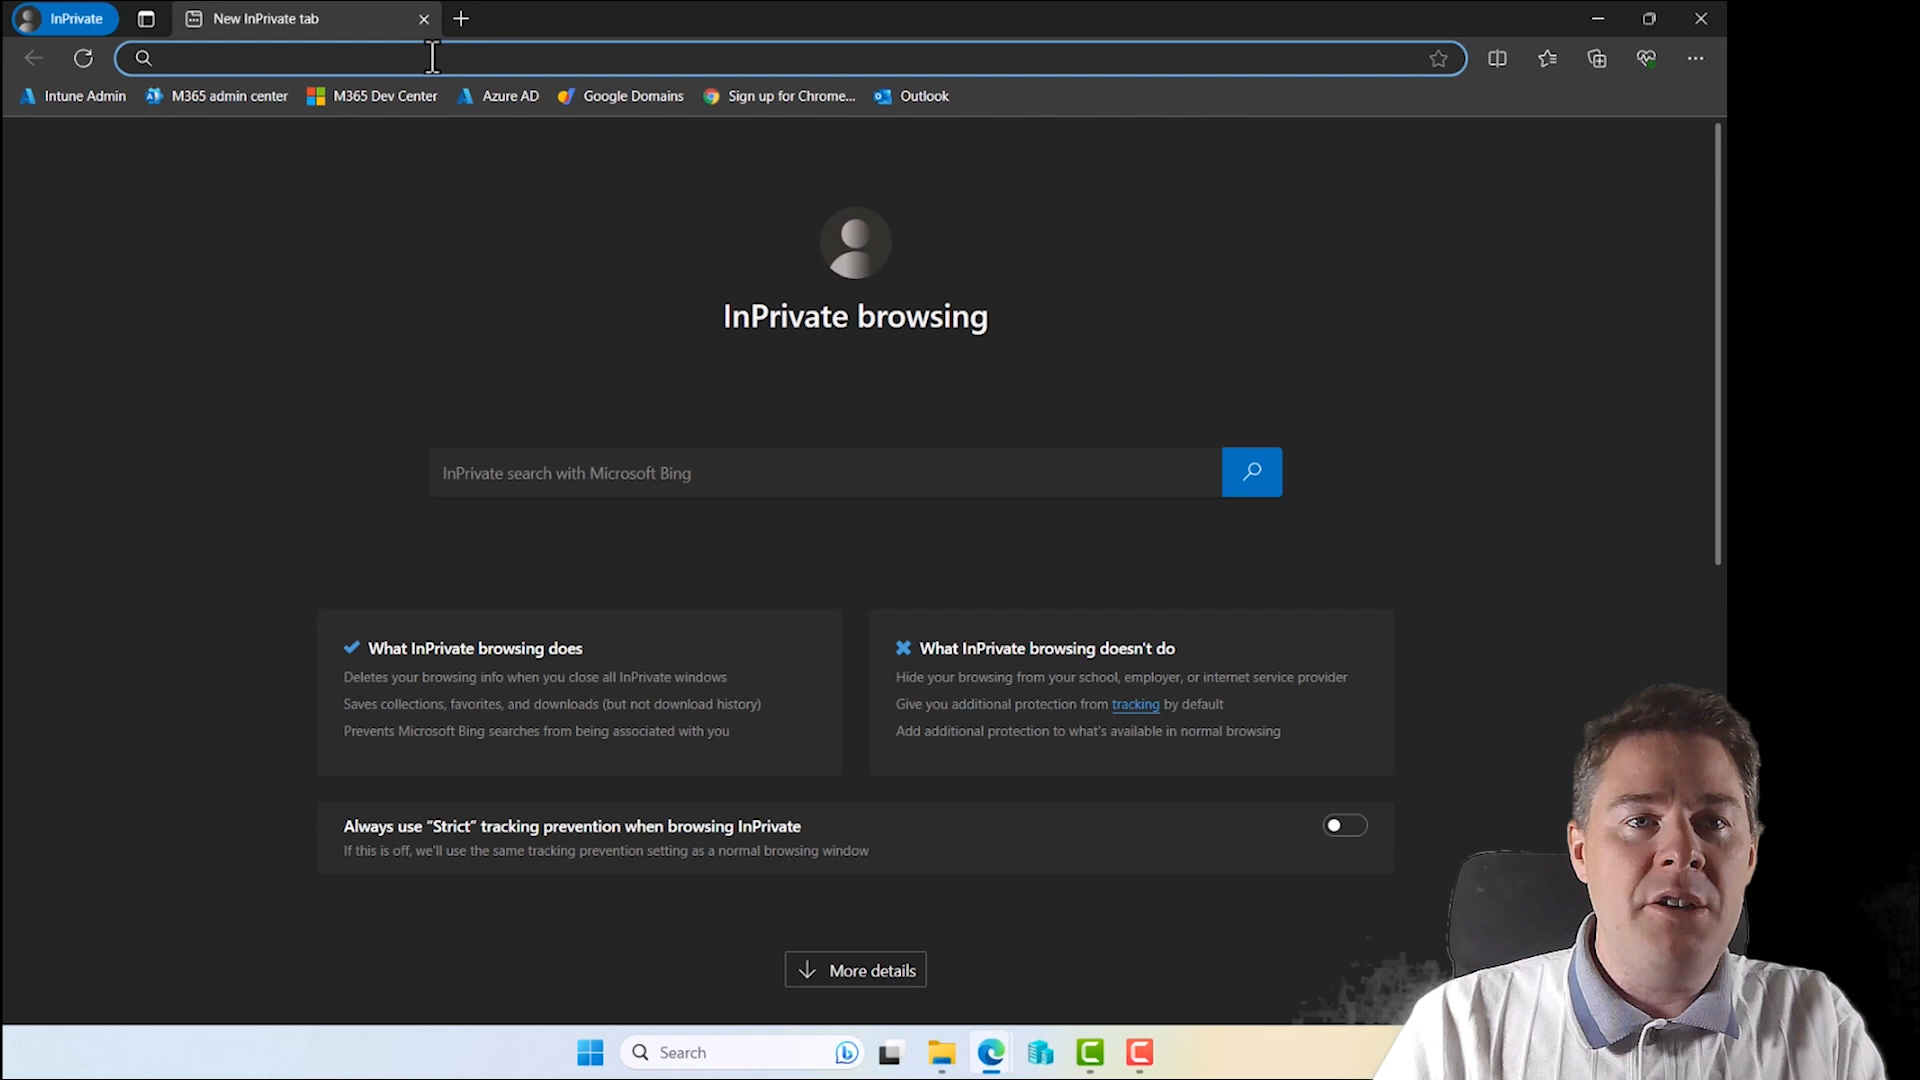 InPrivate
New InPrivate tab
Intune Admin
M365 admin center
M365 Dev Center
Azure AD
Google Domains
Sign up for Chrome...
Outlook
InPrivate browsing
InPrivate search with Microsoft Bing
What InPrivate browsing does
Deletes your browsing info when you close all InPrivate windows
Saves collections, favorites, and downloads (but not download history)
Prevents Microsoft Bing searches from being associated with you
What InPrivate browsing doesn't do
Hide your browsing from your school, employer, or internet service provider
Give you additional protection from tracking by default
Add additional protection to what's available in normal browsing
Always use “Strict” tracking prevention when browsing InPrivate
If this is off, we'll use the same tracking prevention setting as a normal browsing window
More details
Search